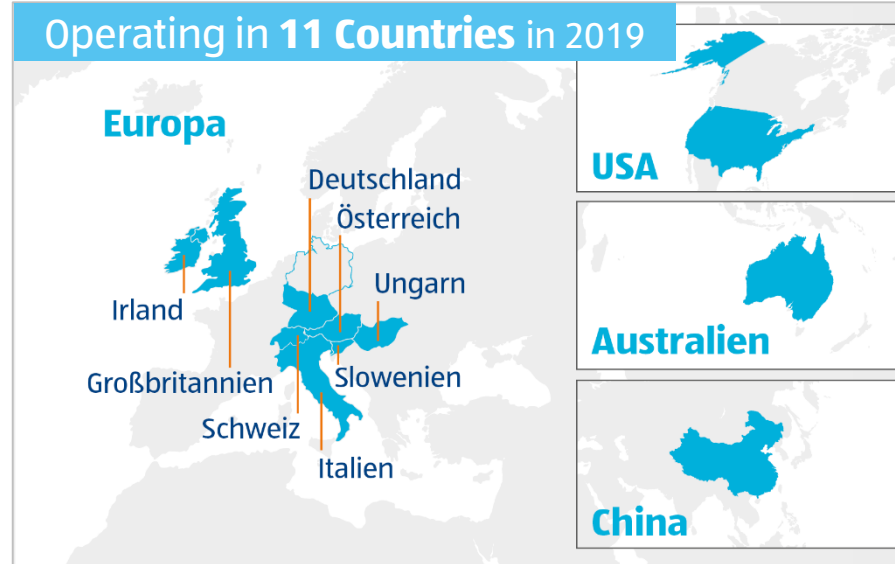 Operating in 11 Countries in 2019
Europa
Deutschland
Österreich
Ungarn
Irland
Großbritannien
Slowenien
Schweiz
Italien
USA
Australien
China